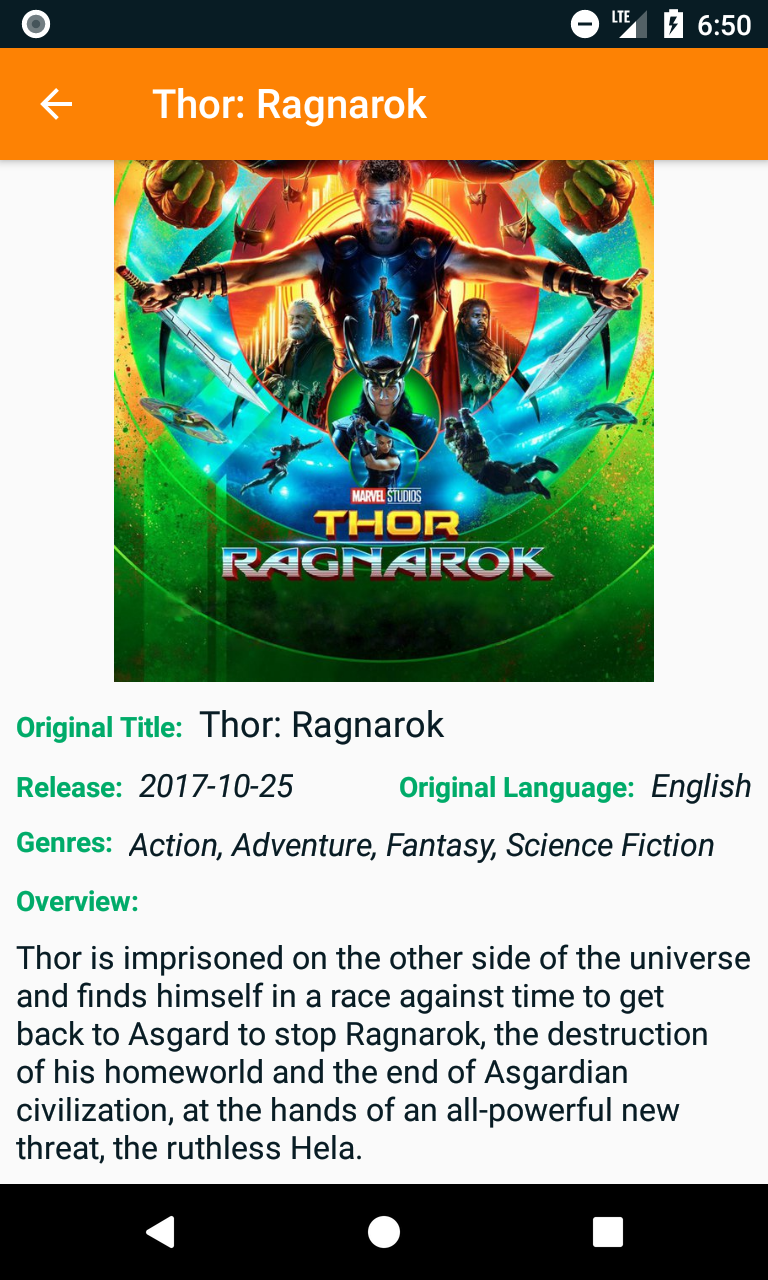 LTE 6:50
Thor: Ragnarok
MARVEL STUDIOS
THOR
RAGNAROK
Original Title: Thor: Ragnarok
Release: 2017-10-25 Original Language: English
Genres: Action, Adventure, Fantasy, Science Fiction
Overview:
Thor is imprisoned on the other side of the universe
and finds himself in a race against time to get
back to Asgard to stop Ragnarok, the destruction
of his homeworld and the end of Asgardian
civilization, at the hands of an all-powerful new
threat, the ruthless Hela.